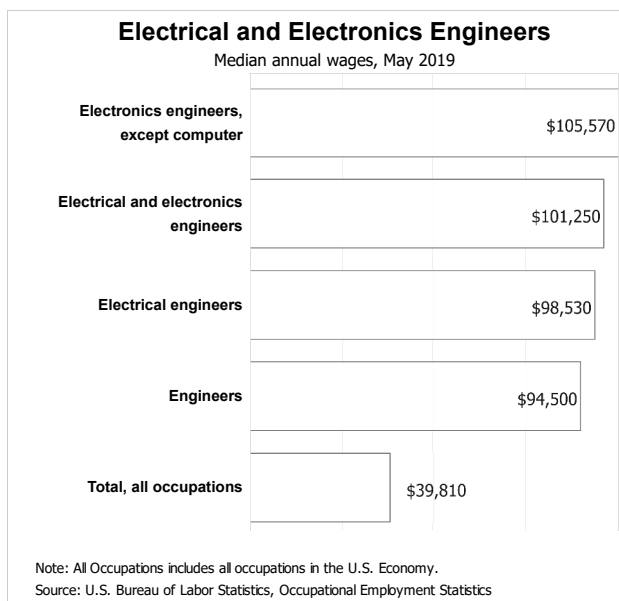 Electrical and Electronics Engineers
Median annual wages, May 2019
Electronics engineers,
except computer
$105,570
Electrical and electronics
engineers
$101,250
Electrical engineers
$98,530
Engineers
$94,500
Total, all occupations
$39,810
Note: All Occupations includes all occupations in the U.S. Economy.
Source: U.S. Bureau of Labor Statistics, Occupational Employment Statistics